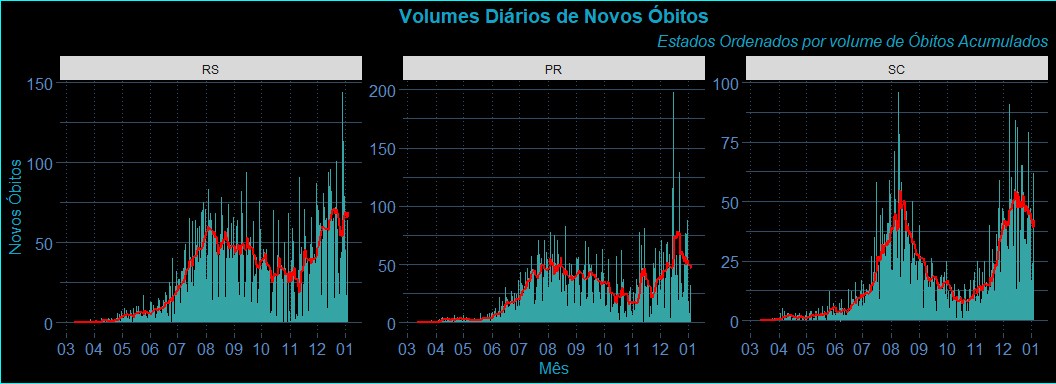 Volumes Diários de Novos Óbitos
Estados Ordenados por volume de Óbitos Acumulados
RS
PR
SC
Novos Óbitos
150
100
50
0
03 04 05 06 07 08 09 10 11 12 01
200
150
100
50
0
03 04 05 06 07 08 09 10 11 12 01
100
75
50
25
0
03 04 05 06 07 08 09 10 11 12 01
Mês